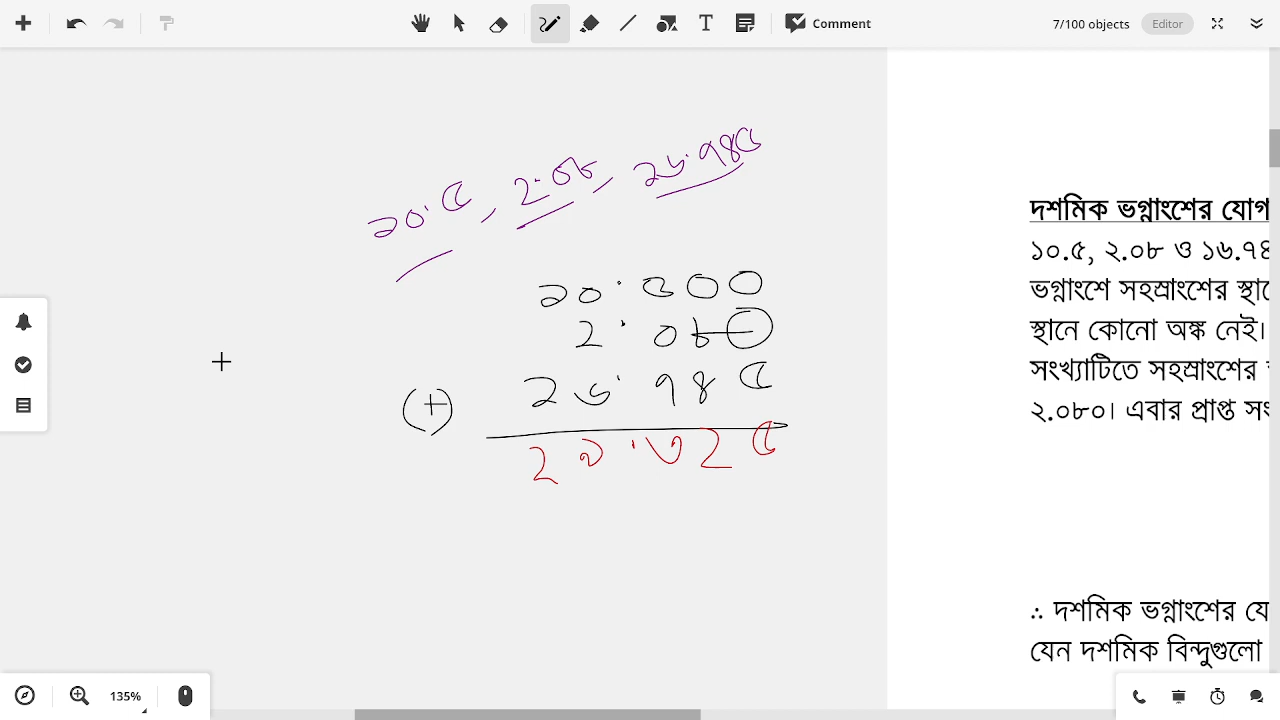 Comment
7/100 objects
Editor
১০.৫, ২.০৮, ১৬.৭৪৫
১০.৫০০
২.০৮০
(+) ১৬.৭৪৫
২৯.৩২৫
দশমিক ভগ্নাংশের যোগ
১০.৫, ২.০৮ ও ১৬.৭৪
ভগ্নাংশে সহস্রাংশের স্থানে
স্থানে কোনো অঙ্ক নেই।
সংখ্যাটিতে সহস্রাংশের
২.০৮০। এবার প্রাপ্ত
∴ দশমিক ভগ্নাংশের
যেন দশমিক বিন্দুগুলো
135%